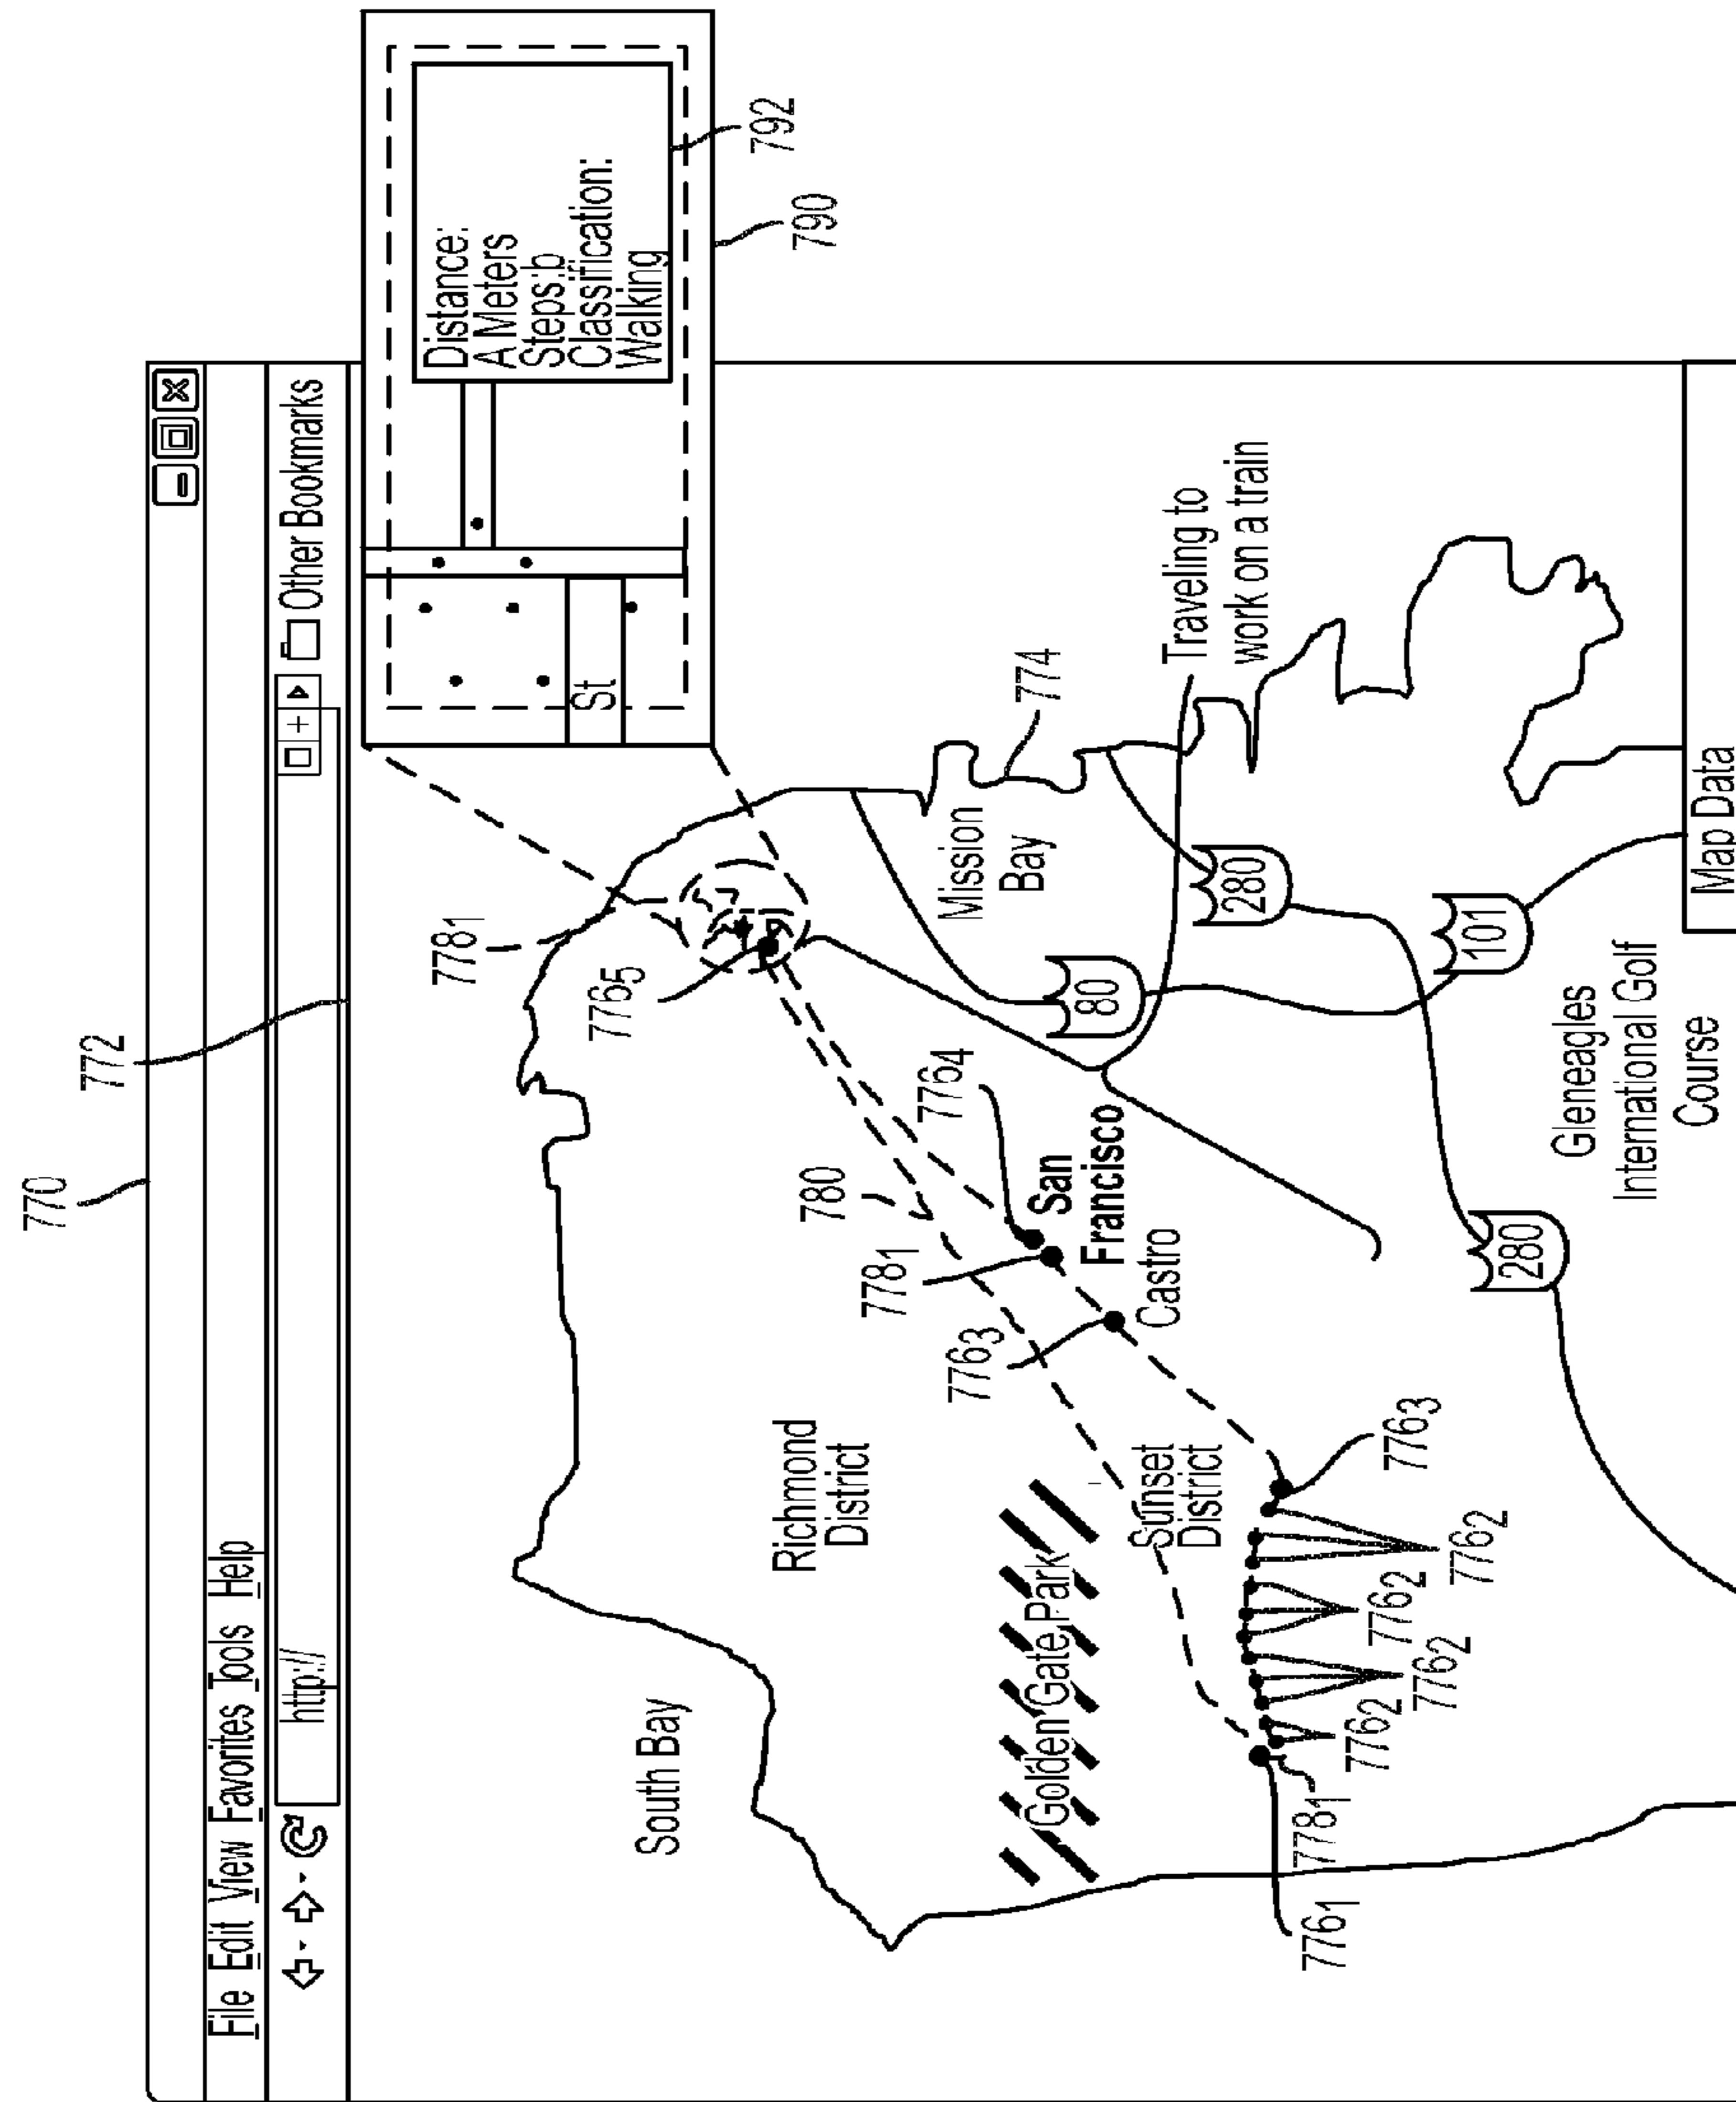 770
772
File Edit View Favorites Tools Help
http://
Other Bookmarks
Distance:
A Meters
Steps:b
Classification:
Walking
St
792
790
7781
7765
South Bay
Richmond
District
780
7781
7764
7763
San
Francisco
Castro
Mission
Bay
774
Golden Gate Park
Sunset
District
80
Traveling to
work on a train
280
7761
7781
7762
7762
7762
7762
7763
101
280
Gleneagles
International Golf
Course
Map Data